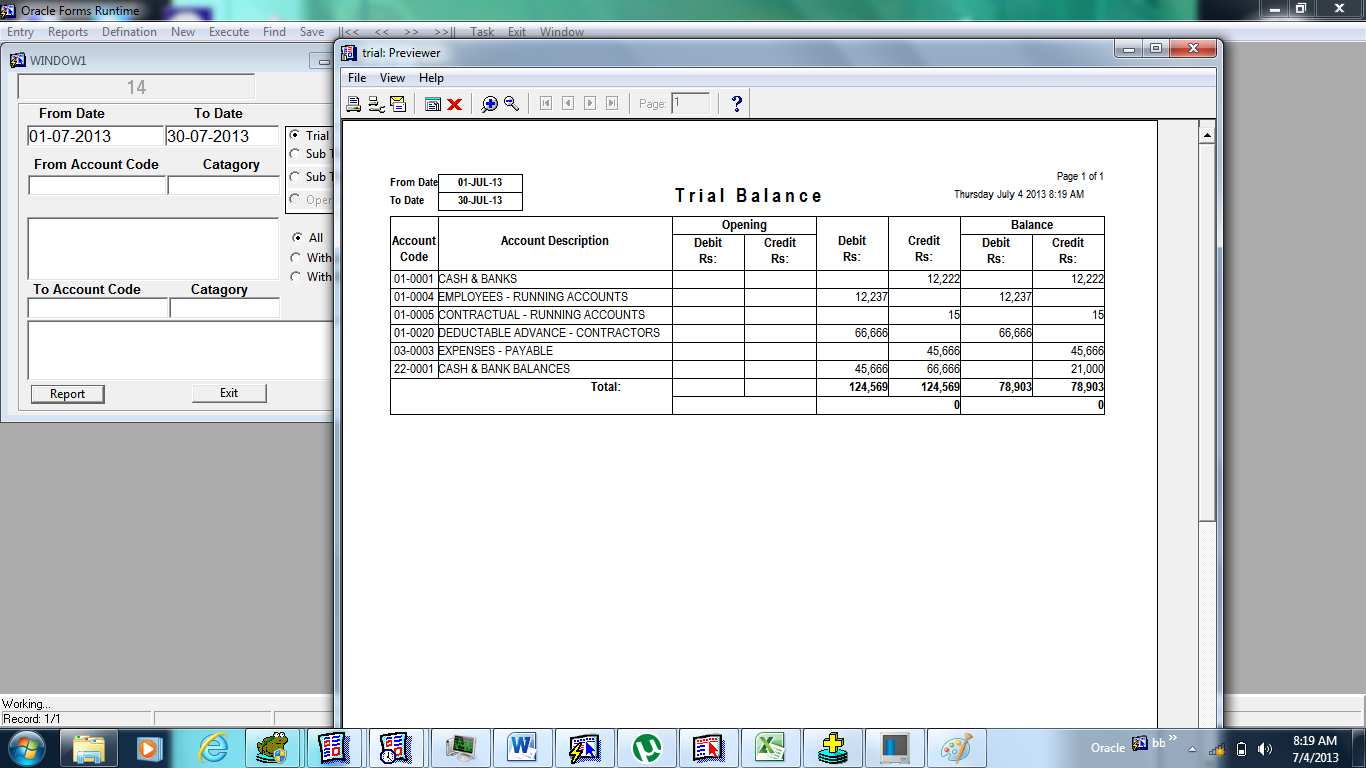 Oracle Forms Runtime
Entry Reports Defination New Execute Find Save ||<< << >> >>|| Task Exit Window
WINDOW1
14
From Date To Date
01-07-2013 30-07-2013
From Account Code Catagory
Trial
Sub T
Sub T
Open
All
With
With
To Account Code Catagory
Report Exit
trial: Previewer
File View Help
Page: 1
From Date 01-JUL-13
To Date 30-JUL-13
Trial Balance
Page 1 of 1
Thursday July 4 2013 8:19 AM
Account Code Account Description Opening Debit Rs: Credit Rs: Debit Rs: Credit Rs: Balance Debit Rs: Credit Rs:
01-0001 CASH & BANKS 12,222 12,222
01-0004 EMPLOYEES - RUNNING ACCOUNTS 12,237 12,237
01-0005 CONTRACTUAL - RUNNING ACCOUNTS 15 15
01-0020 DEDUCTABLE ADVANCE - CONTRACTORS 66,666 66,666
03-0003 EXPENSES - PAYABLE 45,666 45,666
22-0001 CASH & BANK BALANCES 45,666 66,666 21,000
Total: 124,569 124,569 78,903 78,903
0 0
Working...
Record: 1/1
Oracle bb
8:19 AM
7/4/2013